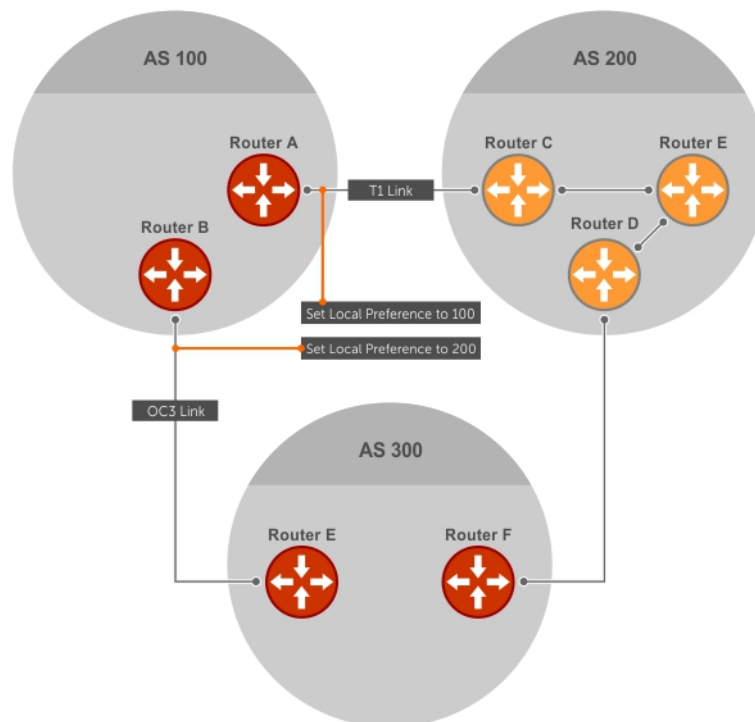 AS 100
AS 200
Router A
Router C
Router E
T1 Link
Router B
Router D
Set Local Preference to 100
Set Local Preference to 200
OC3 Link
AS 300
Router E
Router F